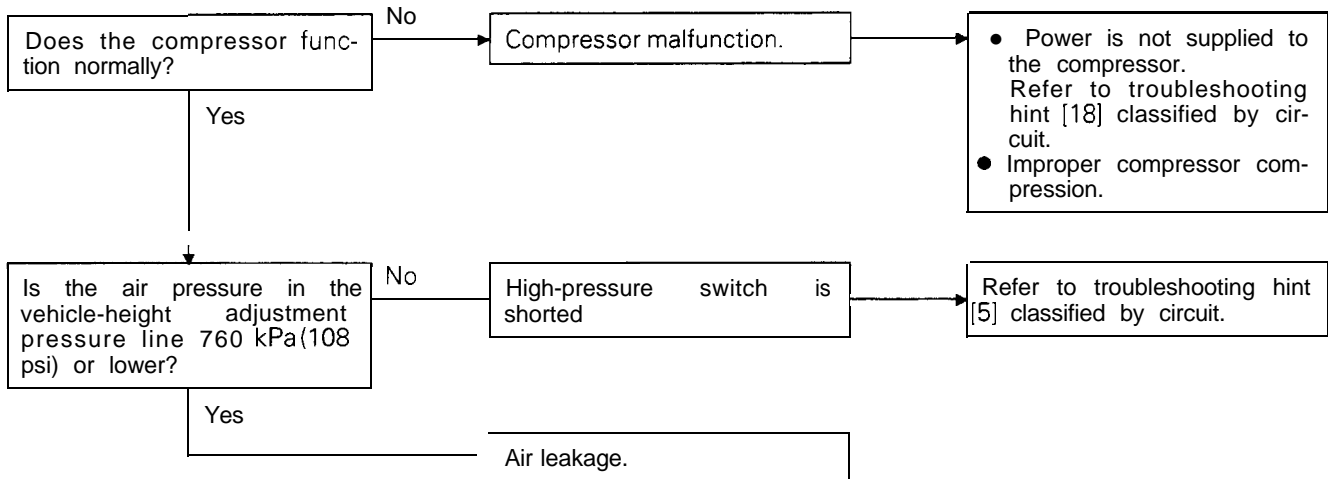 No
Does the compressor func-
tion normally?
Compressor malfunction.
● Power is not supplied to
the compressor.
Refer to troubleshooting
hint [18] classified by cir-
cuit.
● Improper compressor com-
pression.
Yes
Is the air pressure in the
vehicle-height adjustment
pressure line 760 kPa(108
psi) or lower?
No
High-pressure switch is
shorted
Refer to troubleshooting hint
[5] classified by circuit.
Yes
Air leakage.